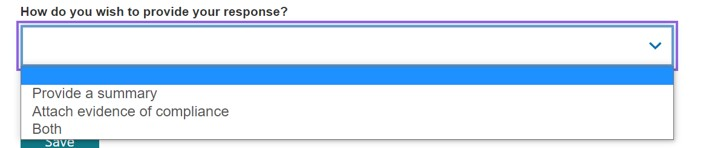 How do you wish to provide your response?
Provide a summary
Attach evidence of compliance
Both
Save